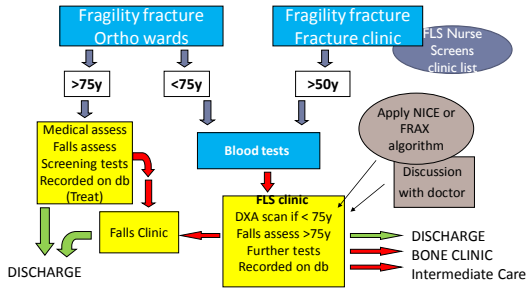 Fragility fracture
Ortho wards
Fragility fracture
Fracture clinic
FLS Nurse
Screens
clinic list
>75y
<75y
>50y
Medical assess
Falls assess
Screening tests
Recorded on db
(Treat)
Blood tests
Apply NICE or
FRAX
algorithm
Discussion
with doctor
FLS clinic
DXA scan if < 75y
Falls assess >75y
Further tests
Recorded on db
Falls Clinic
DISCHARGE
DISCHARGE
BONE CLINIC
Intermediate Care